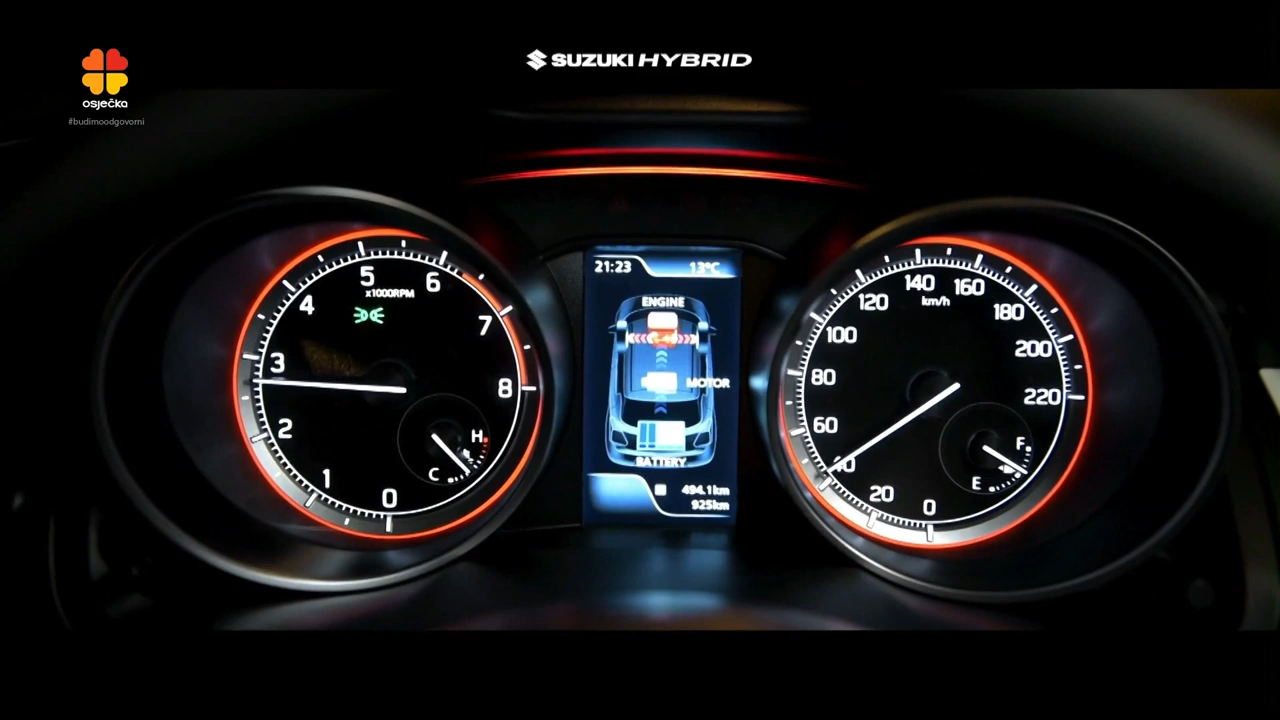 SUZUKI HYBRID
osječka
#budimoodgovorni
5
6
4
x1000RPM
7
3
8
2
1
0
H
C
21:23
13°C
ENGINE
MOTOR
BATTERY
494.1km
925km
140
160
120
km/h
180
100
200
80
220
60
40
20
0
F
E